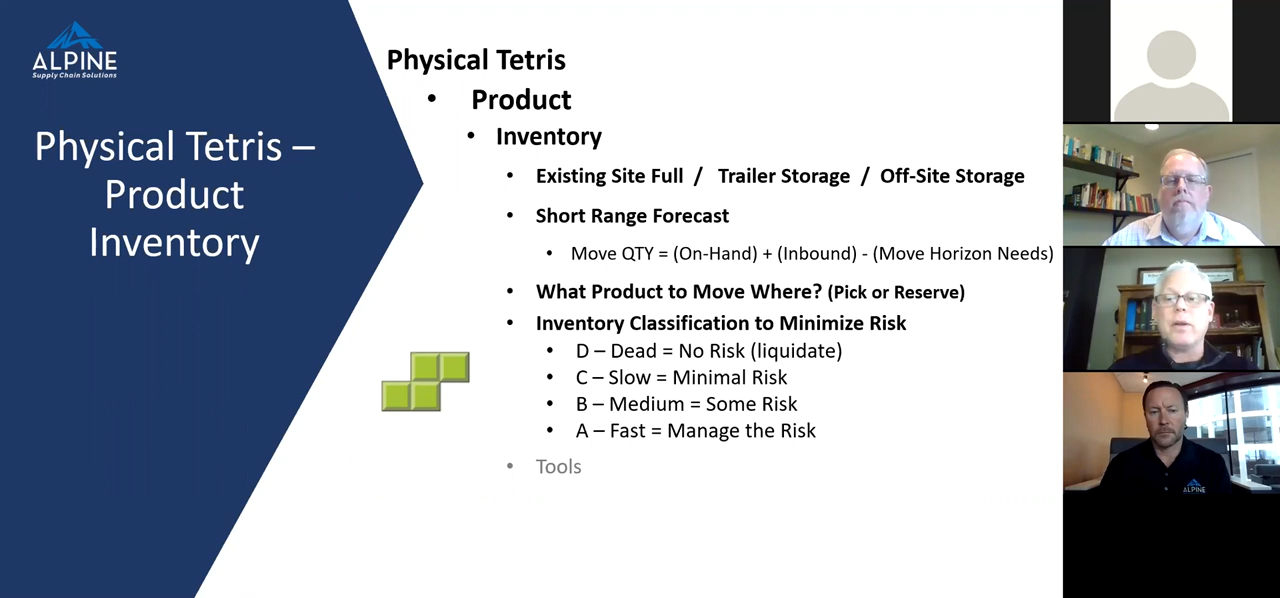 ALPINE
Supply Chain Solutions
Physical Tetris –
Product
Inventory
Physical Tetris
• Product
• Inventory
• Existing Site Full / Trailer Storage / Off-Site Storage
• Short Range Forecast
• Move QTY = (On-Hand) + (Inbound) - (Move Horizon Needs)
• What Product to Move Where? (Pick or Reserve)
• Inventory Classification to Minimize Risk
• D – Dead = No Risk (liquidate)
• C – Slow = Minimal Risk
• B – Medium = Some Risk
• A – Fast = Manage the Risk
• Tools
ALPINE